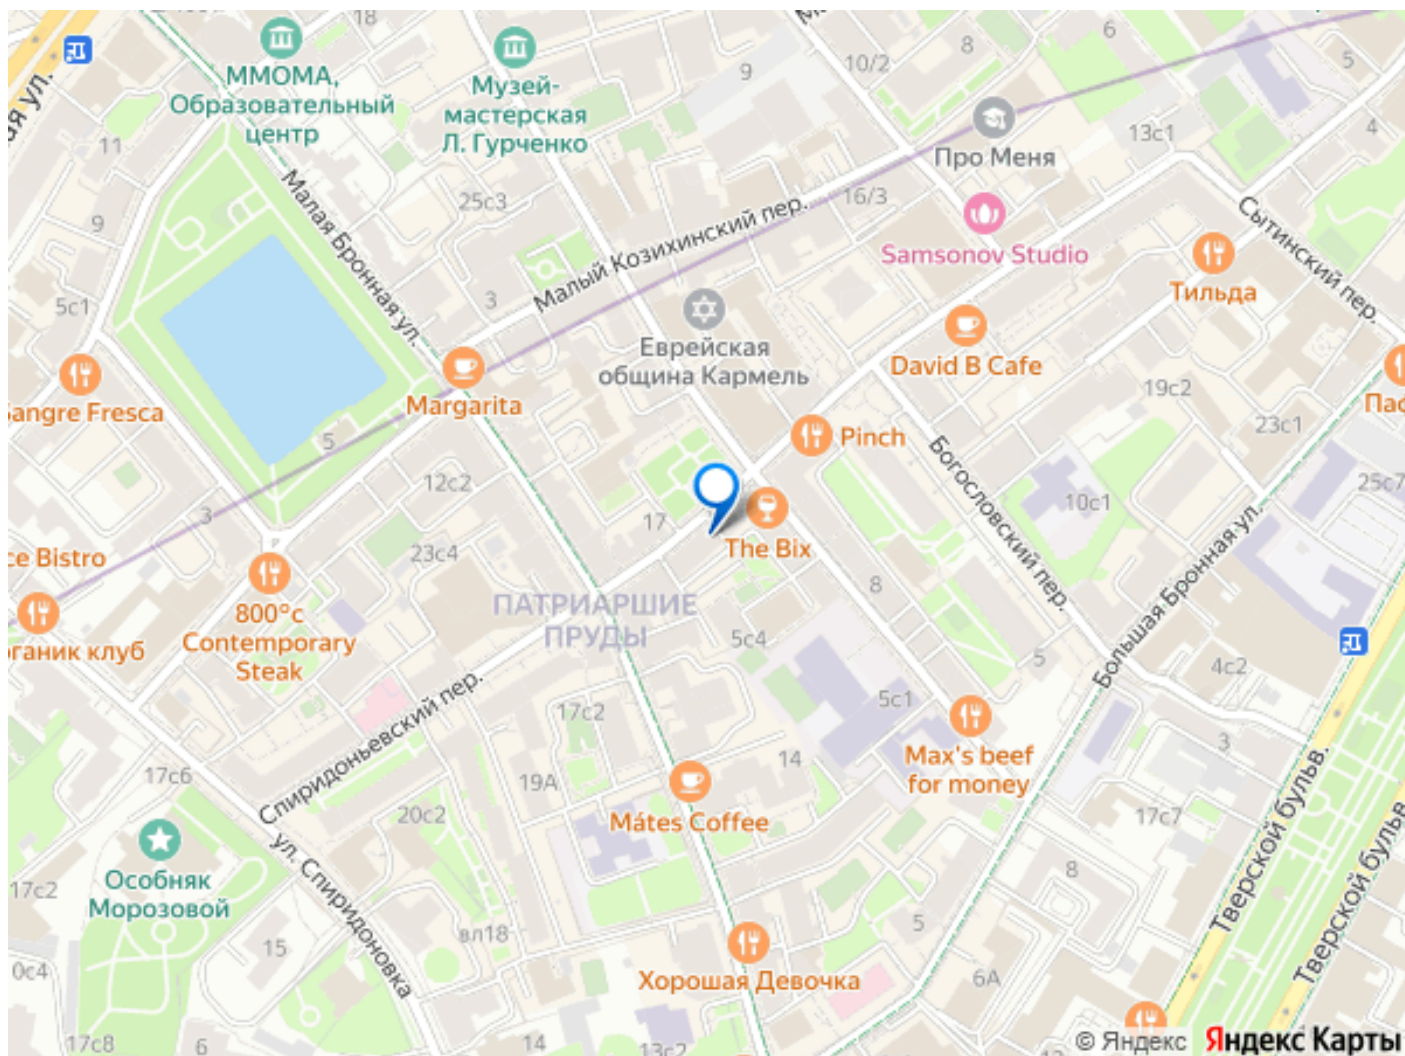 18
ММОМА,
Образовательный
центр
Музей-
мастерская
Л. Гурченко
9
8
10/2
6
5
4
13с1
Про Меня
11
25с3
16/3
Малая Бронная ул.
Малый Козихинский пер.
Samsonov Studio
Сытинский пер.
Тильда
9
5с1
3
Еврейская
община Кармель
David B Cafe
Margarita
19с2
23с1
Pinch
5
12с2
17
Богословский пер.
10с1
25с7
3
23с4
The Bix
8
800°с
Contemporary
Steak
ПАТРИАРШИЕ
ПРУДЫ
5с4
5
Большая Бронная ул.
4с2
5с1
17с2
Спиридоньевский пер.
Max's beef
for money
3
17с6
19А
14
20с2
Mátes Coffee
17с7
Тверской бульв.
Тверской бульв.
Особняк
Морозовой
17с2
ул. Спиридоновка
8
15
вл18
5
Хорошая Девочка
6А
17с8
6
14
13с2
© Яндекс Яндекс Карты